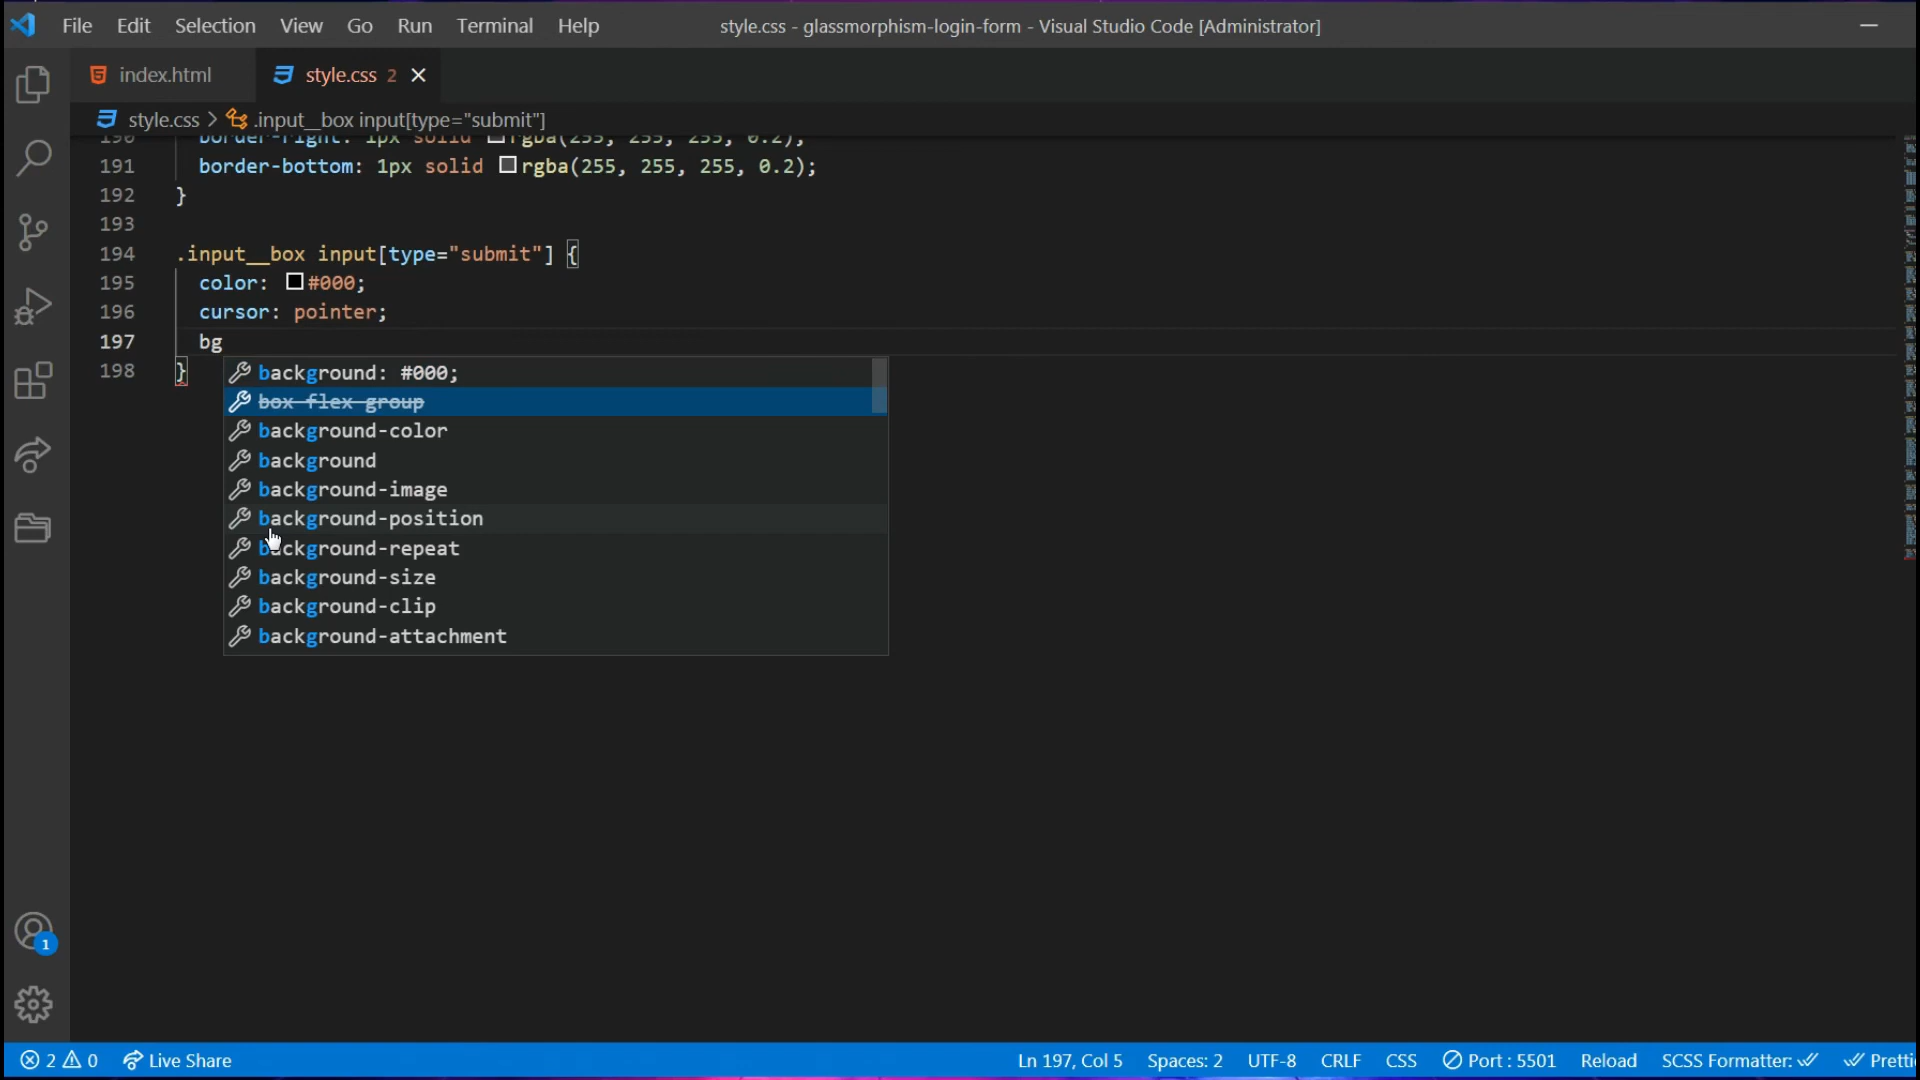 File Edit Selection View Go Run Terminal Help style.css - glassmorphism-login-form - Visual Studio Code [Administrator]
index.html style.css 2
style.css > .input__box input[type="submit"]
190 border-right: 1px solid rgba(255, 255, 255, 0.2);
191 border-bottom: 1px solid rgba(255, 255, 255, 0.2);
192 }
193
194 .input__box input[type="submit"] {
195 color: #000;
196 cursor: pointer;
197 bg
198 }
background: #000;
box-flex-group
background-color
background
background-image
background-position
background-repeat
background-size
background-clip
background-attachment
1
2 0 Live Share Ln 197, Col 5 Spaces: 2 UTF-8 CRLF CSS Port : 5501 Reload SCSS Formatter: Pretti